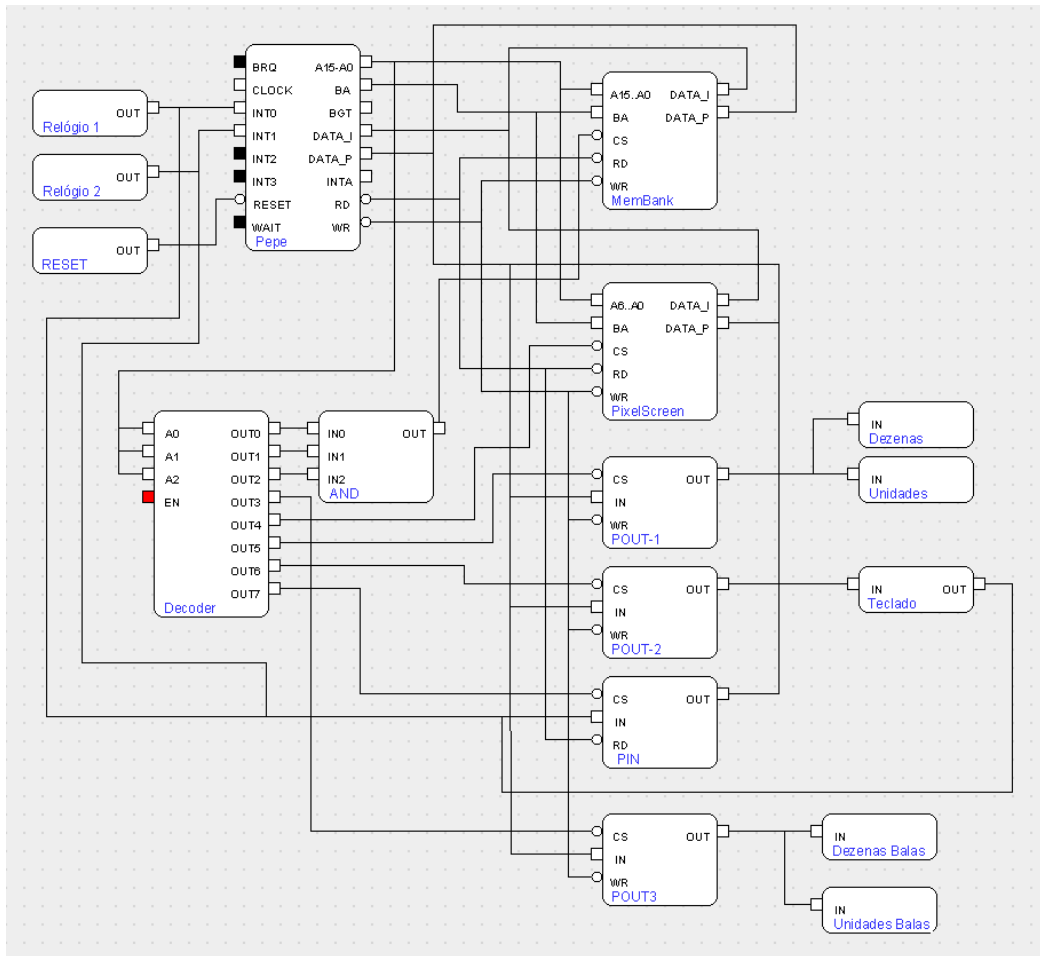 OUT
Relógio 1
OUT
Relógio 2
OUT
RESET
BRQ A15-A0
CLOCK BA
INT0 BGT
INT1 DATA_I
INT2 DATA_P
INT3 INTA
RESET RD
WAIT WR
Pepe
A15..A0 DATA_I
BA DATA_P
CS
RD
WR
MemBank
A6..A0 DATA_I
BA DATA_P
CS
RD
WR
PixelScreen
A0 OUT0
A1 OUT1
A2 OUT2
EN OUT3
OUT4
OUT5
OUT6
OUT7
Decoder
IN0 OUT
IN1
IN2
AND
IN
Dezenas
IN
Unidades
CS OUT
IN
WR
POUT-1
CS OUT
IN
WR
POUT-2
IN OUT
Teclado
CS OUT
IN
RD
PIN
CS OUT
IN
WR
POUT3
IN
Dezenas Balas
IN
Unidades Balas